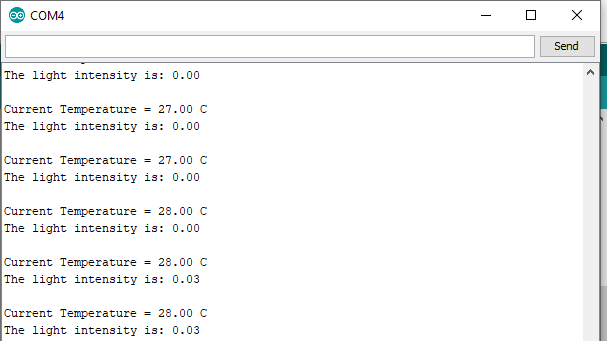 COM4
Send
The light intensity is: 0.00
Current Temperature = 27.00 C
The light intensity is: 0.00
Current Temperature = 27.00 C
The light intensity is: 0.00
Current Temperature = 28.00 C
The light intensity is: 0.00
Current Temperature = 28.00 C
The light intensity is: 0.03
Current Temperature = 28.00 C
The light intensity is: 0.03